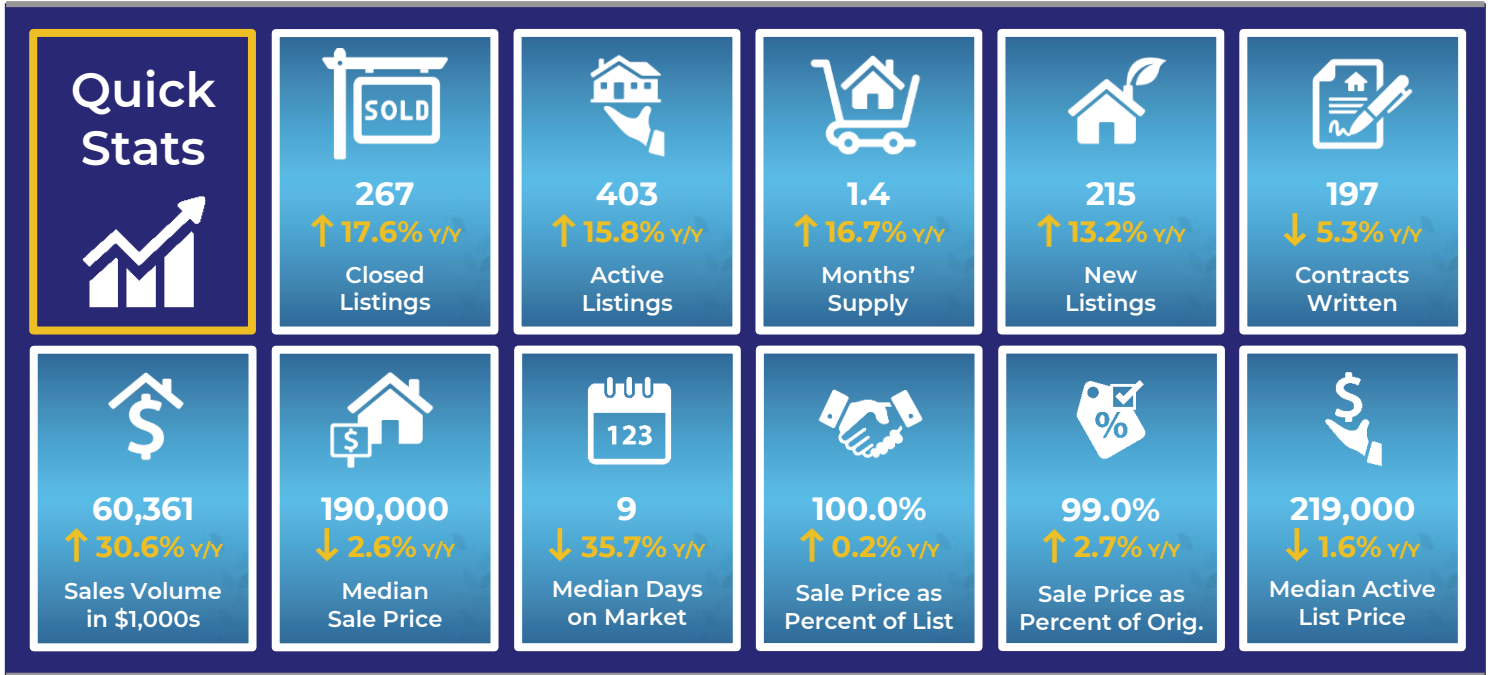 Quick
Stats
SOLD
267
↑ 17.6% Y/Y
Closed
Listings
403
↑ 15.8% Y/Y
Active
Listings
1.4
↑ 16.7% Y/Y
Months’
Supply
215
↑ 13.2% Y/Y
New
Listings
197
↓ 5.3% Y/Y
Contracts
Written
$
60,361
↑ 30.6% Y/Y
Sales Volume
in $1,000s
$
190,000
↓ 2.6% Y/Y
Median
Sale Price
123
9
↓ 35.7% Y/Y
Median Days
on Market
100.0%
↑ 0.2% Y/Y
Sale Price as
Percent of List
%
99.0%
↑ 2.7% Y/Y
Sale Price as
Percent of Orig.
$
219,000
↓ 1.6% Y/Y
Median Active
List Price